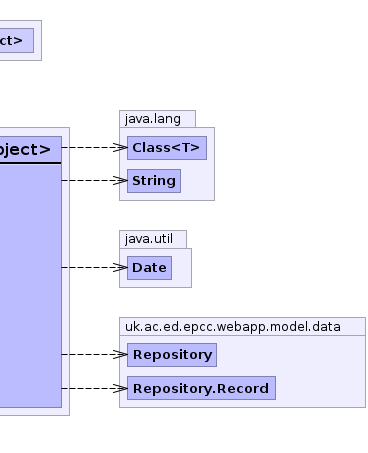 ct>
java.lang
oject>
Class<T>
String
java.util
Date
uk.ac.ed.epcc.webapp.model.data
Repository
Repository.Record